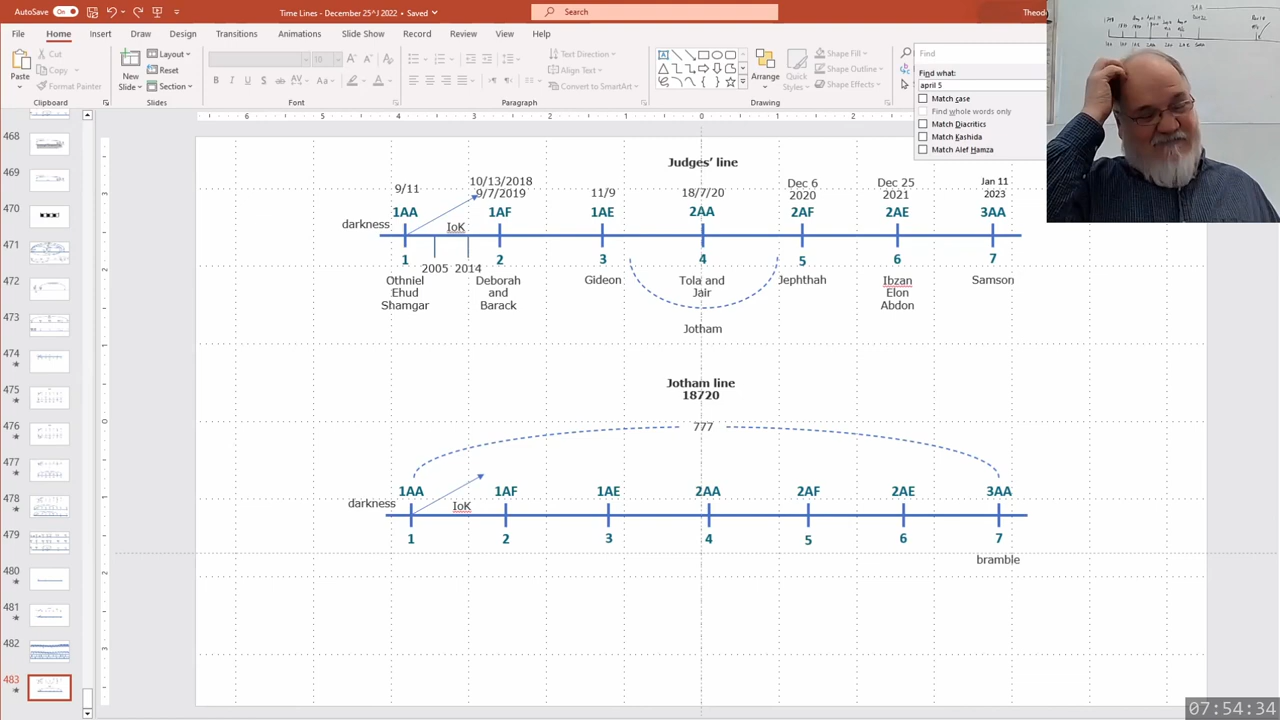 AutoSave On
Time Lines - December 25^J 2022 • Saved
Search
Theodo
File Home Insert Draw Design Transitions Animations Slide Show Record Review View Help
Paste
Cut
Copy
Format Painter
Clipboard
New
Slide
Layout
Reset
Section
Slides
Font
Text Direction
Align Text
Convert to SmartArt
Paragraph
Arrange
Quick
Styles
Shape Fill
Shape Outline
Shape Effects
Drawing
Find
Find what:
april 5
Match case
Find whole words only
Match Diacritics
Match Kashida
Match Alef Hamza
468
469
470
471
472
473
474
475
476
477
478
479
480
481
482
483
Judges' line
9/11
10/13/2018
9/7/2019
11/9
18/7/20
Dec 6
2020
Dec 25
2021
Jan 11
2023
1AA 1AF 1AE 2AA 2AF 2AE 3AA
darkness
IoK
2005 2014
1 2 3 4 5 6 7
Othniel
Ehud
Shamgar
Deborah
and
Barack
Gideon
Tola and
Jair
Jephthah
Ibzan
Elon
Abdon
Samson
Jotham
Jotham line
18720
777
1AA 1AF 1AE 2AA 2AF 2AE 3AA
darkness
IoK
1 2 3 4 5 6 7
bramble
07:54:34